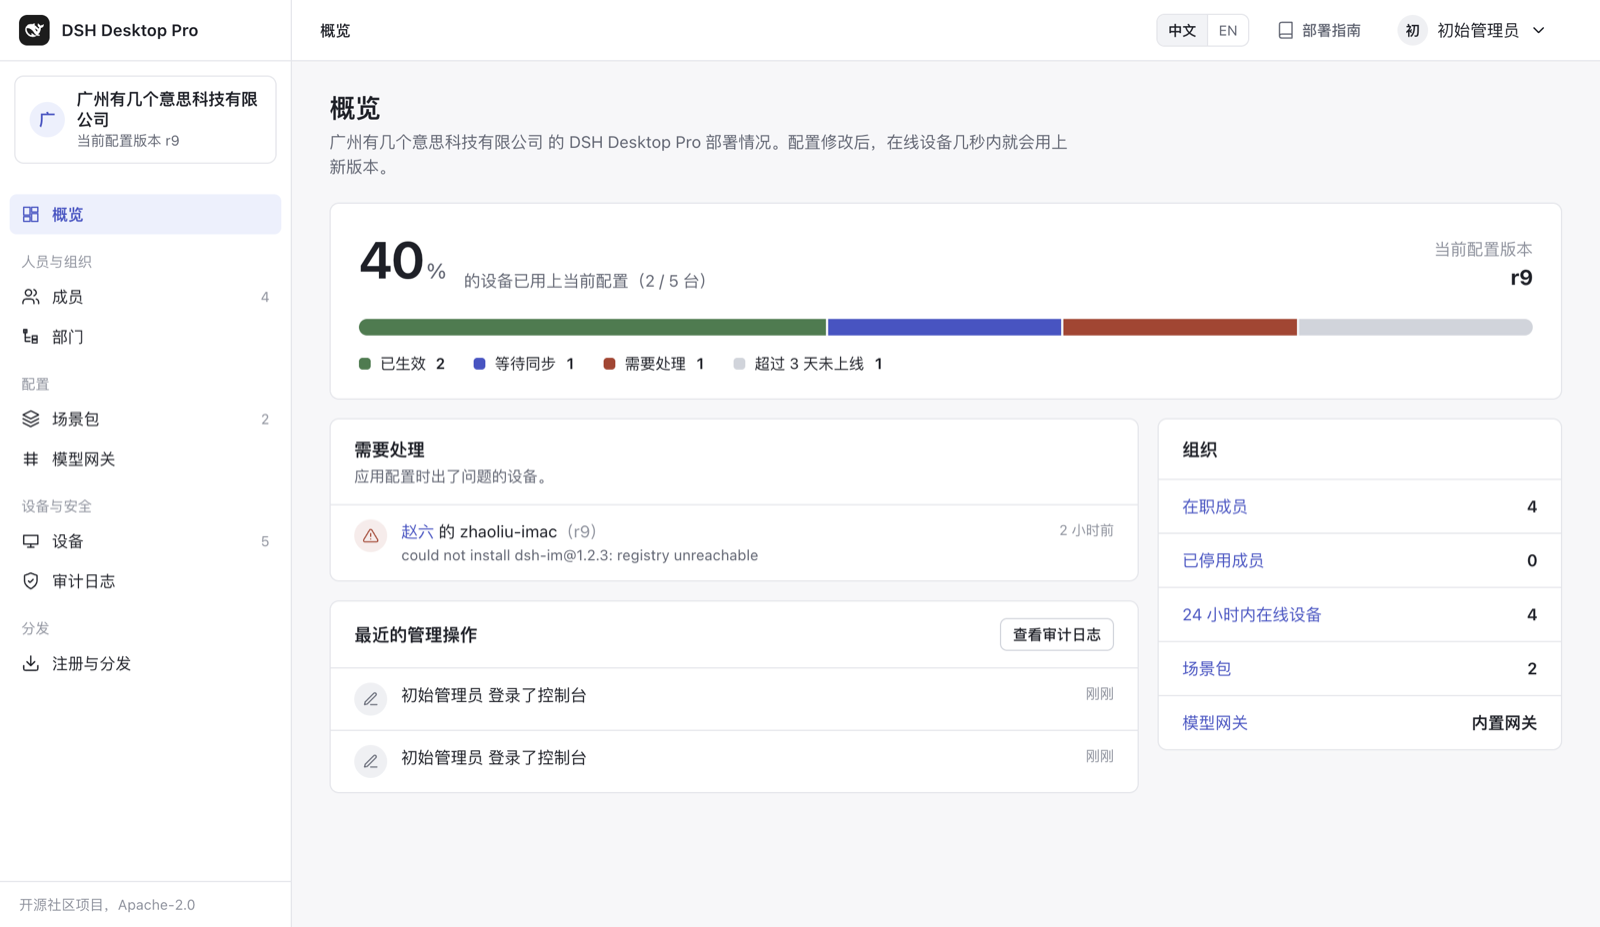 DSH Desktop Pro
概览
中文
EN
部署指南
初
初始管理员
广
广州有几个意思科技有限
公司
当前配置版本 r9
概览
人员与组织
成员 4
部门
配置
场景包 2
模型网关
设备与安全
设备 5
审计日志
分发
注册与分发
开源社区项目，Apache-2.0
概览
广州有几个意思科技有限公司 的 DSH Desktop Pro 部署情况。配置修改后，在线设备几秒内就会用上
新版本。
40% 的设备已用上当前配置（2 / 5 台）
当前配置版本
r9
已生效 2 等待同步 1 需要处理 1 超过 3 天未上线 1
需要处理
应用配置时出了问题的设备。
赵六 的 zhaoliu-imac （r9） 2 小时前
could not install dsh-im@1.2.3: registry unreachable
最近的管理操作
查看审计日志
初始管理员 登录了控制台 刚刚
初始管理员 登录了控制台 刚刚
组织
在职成员 4
已停用成员 0
24 小时内在线设备 4
场景包 2
模型网关 内置网关